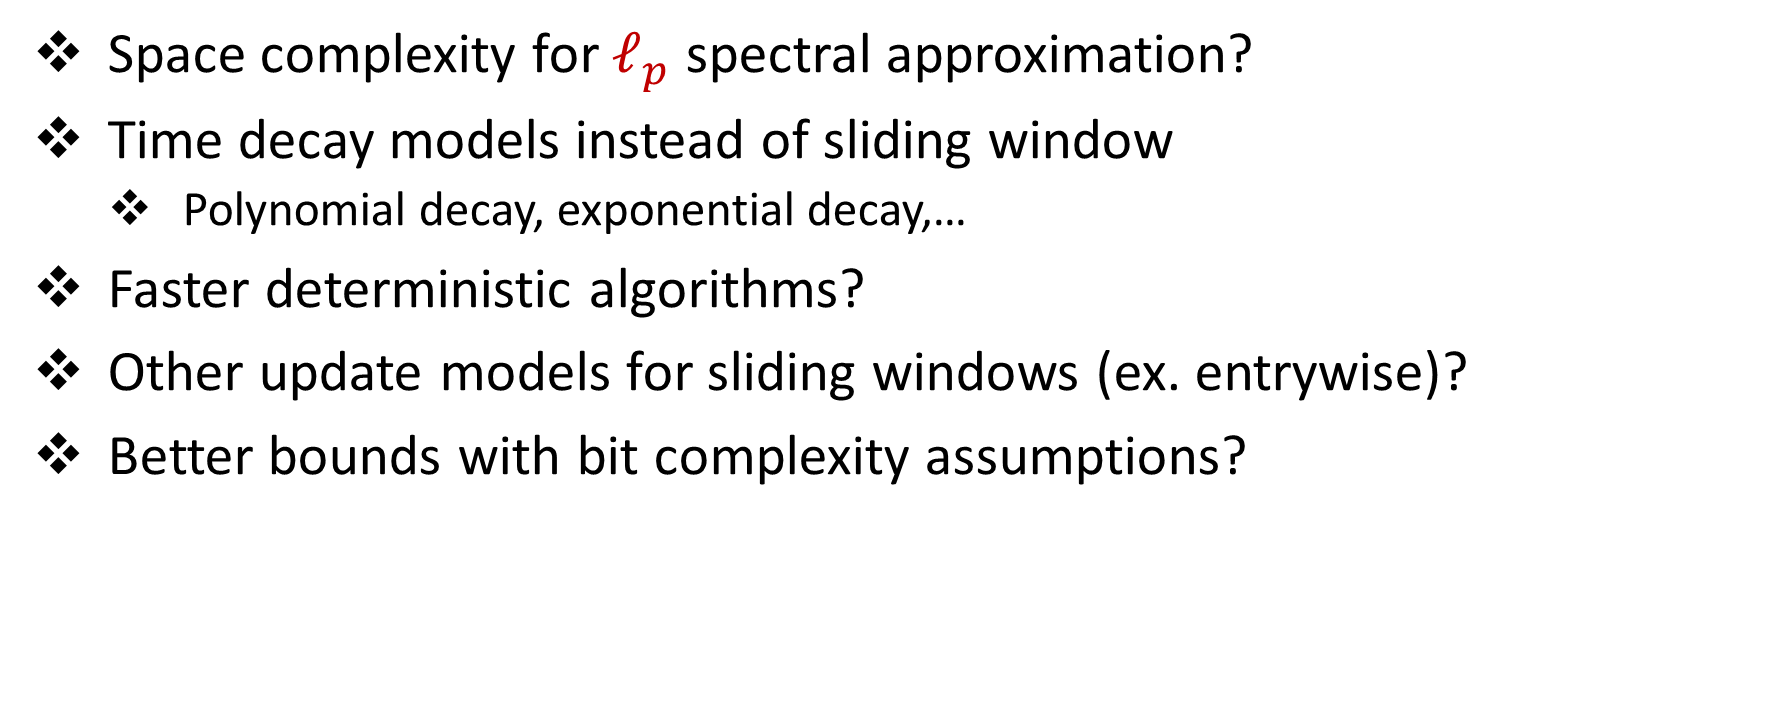 ❖ Space complexity for ℓₚ spectral approximation?
❖ Time decay models instead of sliding window
❖ Polynomial decay, exponential decay,…
❖ Faster deterministic algorithms?
❖ Other update models for sliding windows (ex. entrywise)?
❖ Better bounds with bit complexity assumptions?